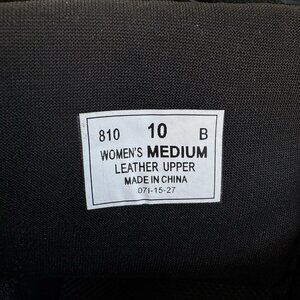 810 10 B
WOMEN'S MEDIUM
LEATHER UPPER
MADE IN CHINA
071-15-27